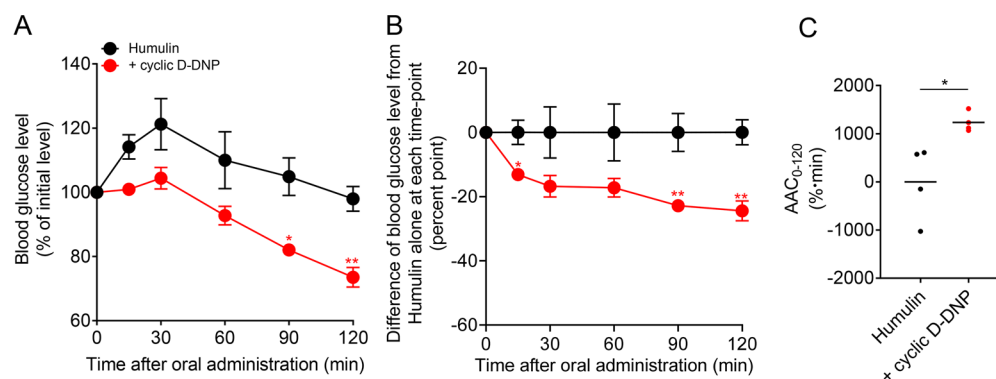 A
Humulin
+ cyclic D-DNP
Blood glucose level
(% of initial level)
140
120
100
80
60
*
**
0
30
60
90
120
Time after oral administration (min)
B
Difference of blood glucose level from
Humulin alone at each time-point
(percent point)
20
0
-20
-40
-60
*
**
**
0
30
60
90
120
Time after oral administration (min)
C
*
AAC0-120
(%•min)
2000
1000
0
-1000
-2000
Humulin
+ cyclic D-DNP